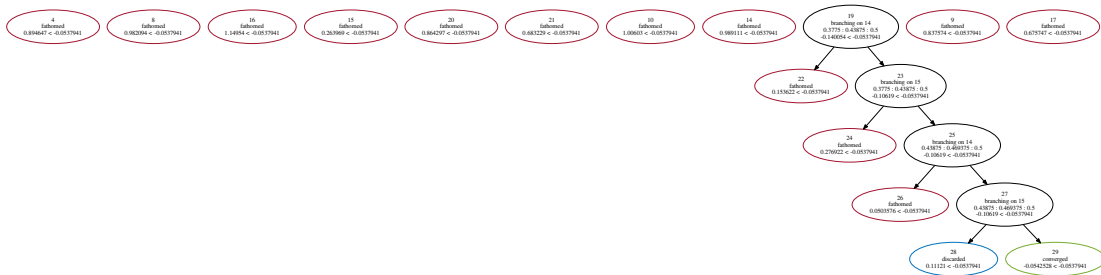 4
fathomed
0.894647 < -0.0537941
8
fathomed
0.982094 < -0.0537941
16
fathomed
1.14954 < -0.0537941
15
fathomed
0.263969 < -0.0537941
20
fathomed
0.864297 < -0.0537941
21
fathomed
0.683229 < -0.0537941
10
fathomed
1.00603 < -0.0537941
14
fathomed
0.989111 < -0.0537941
19
branching on 14
0.3775 : 0.43875 : 0.5
-0.140054 < -0.0537941
9
fathomed
0.837574 < -0.0537941
17
fathomed
0.675747 < -0.0537941
22
fathomed
0.153622 < -0.0537941
23
branching on 15
0.3775 : 0.43875 : 0.5
-0.10619 < -0.0537941
24
fathomed
0.276922 < -0.0537941
25
branching on 14
0.43875 : 0.469375 : 0.5
-0.10619 < -0.0537941
26
fathomed
0.0503576 < -0.0537941
27
branching on 15
0.43875 : 0.469375 : 0.5
-0.10619 < -0.0537941
28
discarded
0.11121 < -0.0537941
29
converged
-0.0542528 < -0.0537941